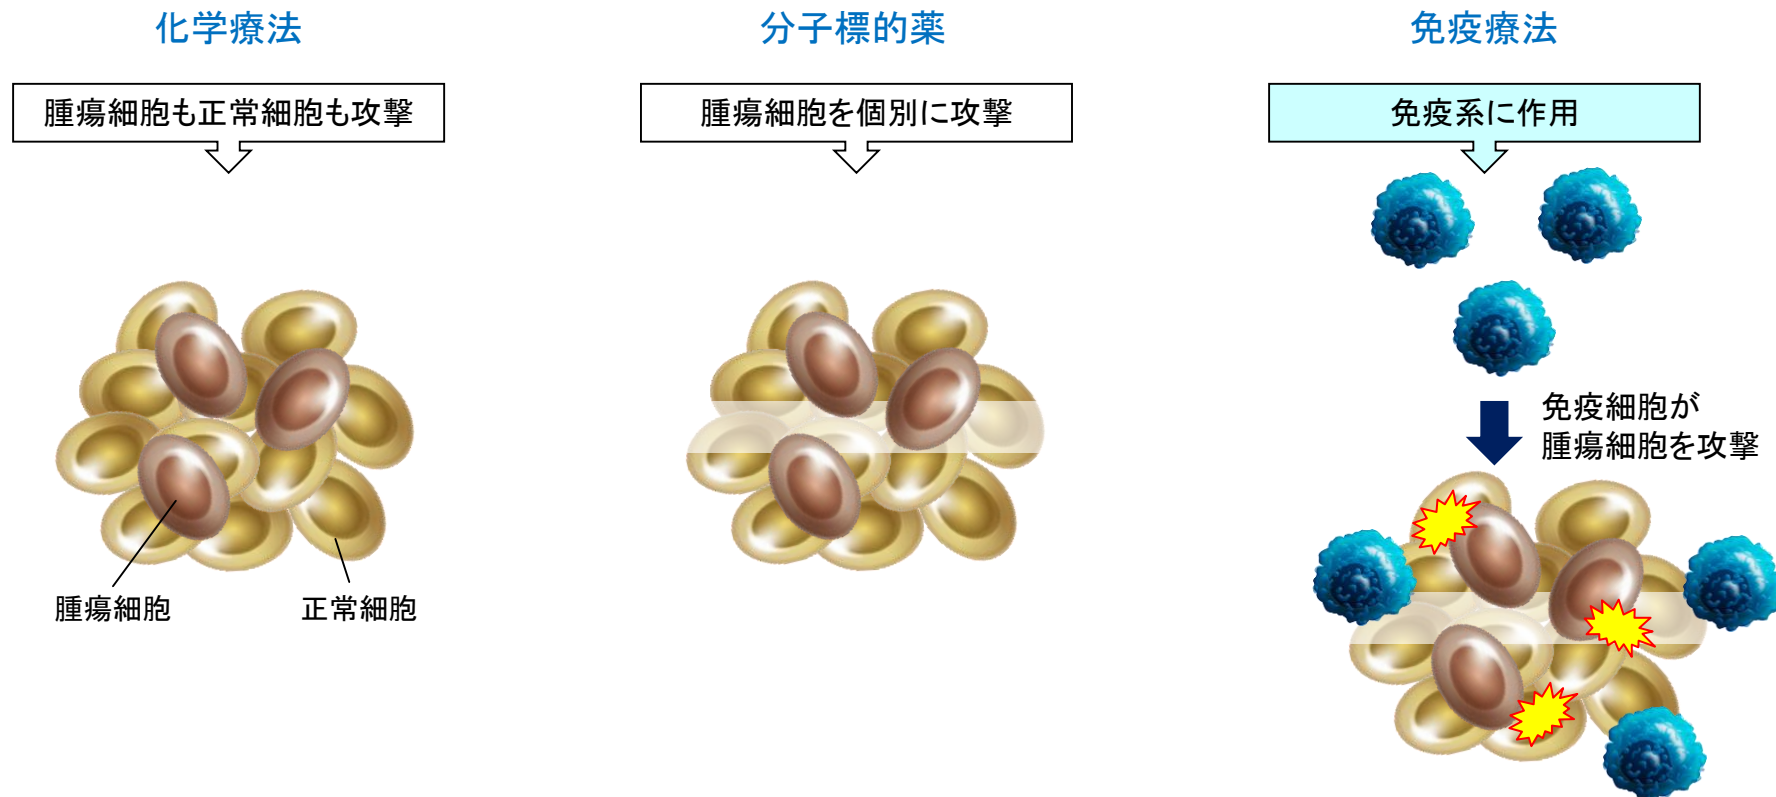 化学療法
分子標的薬
免疫療法
腫瘍細胞も正常細胞も攻撃
腫瘍細胞を個別に攻撃
免疫系に作用
免疫細胞が
腫瘍細胞を攻撃
腫瘍細胞
正常細胞